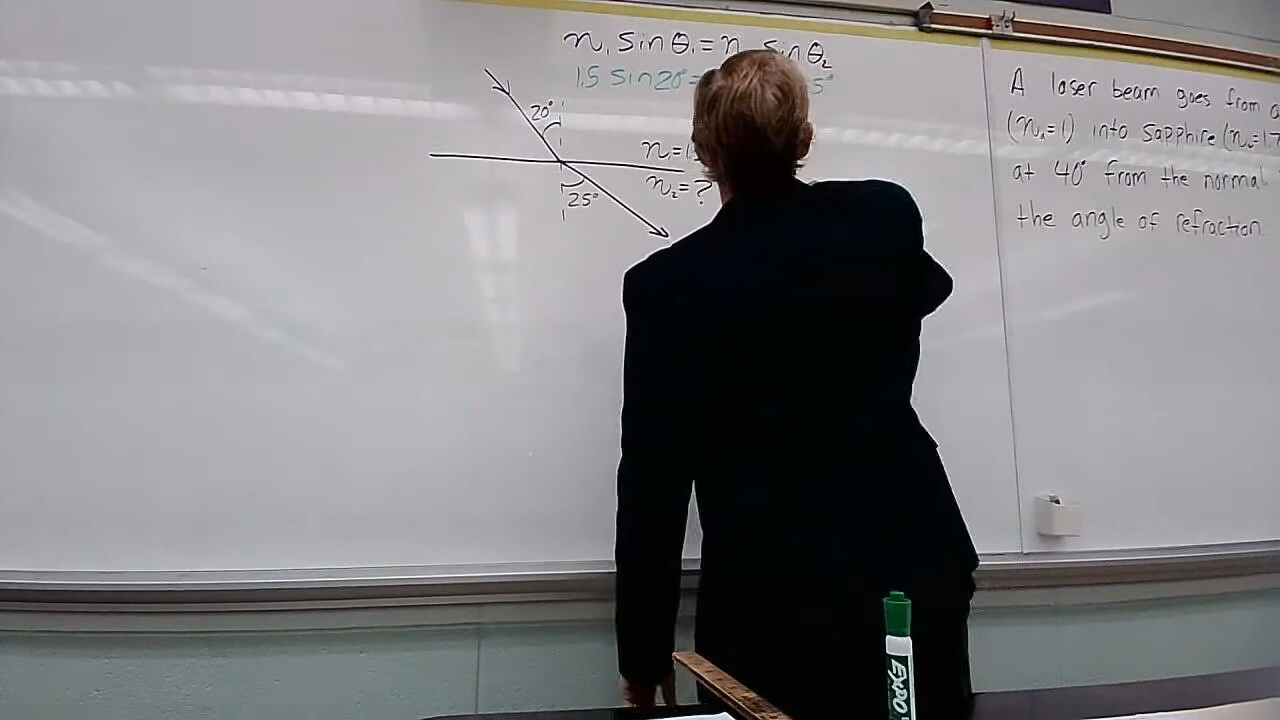 n₁ sinθ₁ = n sinθ₂
1.5 sin20° = 5°
20°
n₁=1.
n₂=?
25°
A laser beam goes from a
(n₁=1) into sapphire (n₂=1.7
at 40° from the normal.
the angle of refraction
EXPO